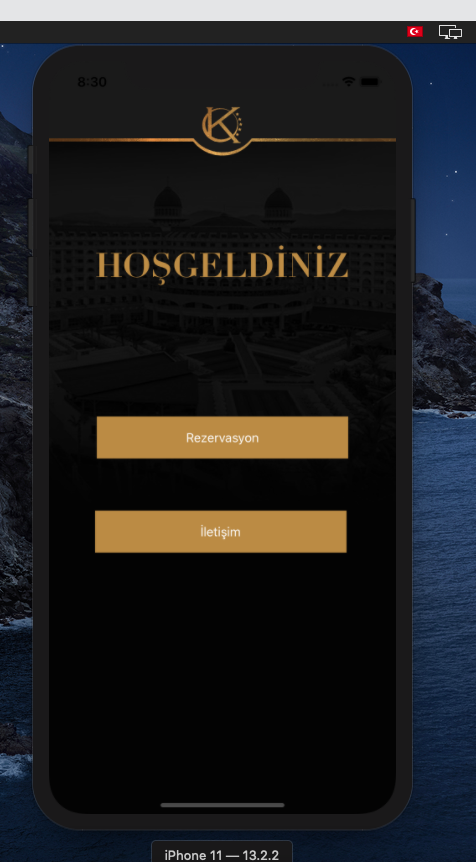 8:30
HOŞGELDİNİZ
Rezervasyon
İletişim
iPhone 11 — 13.2.2